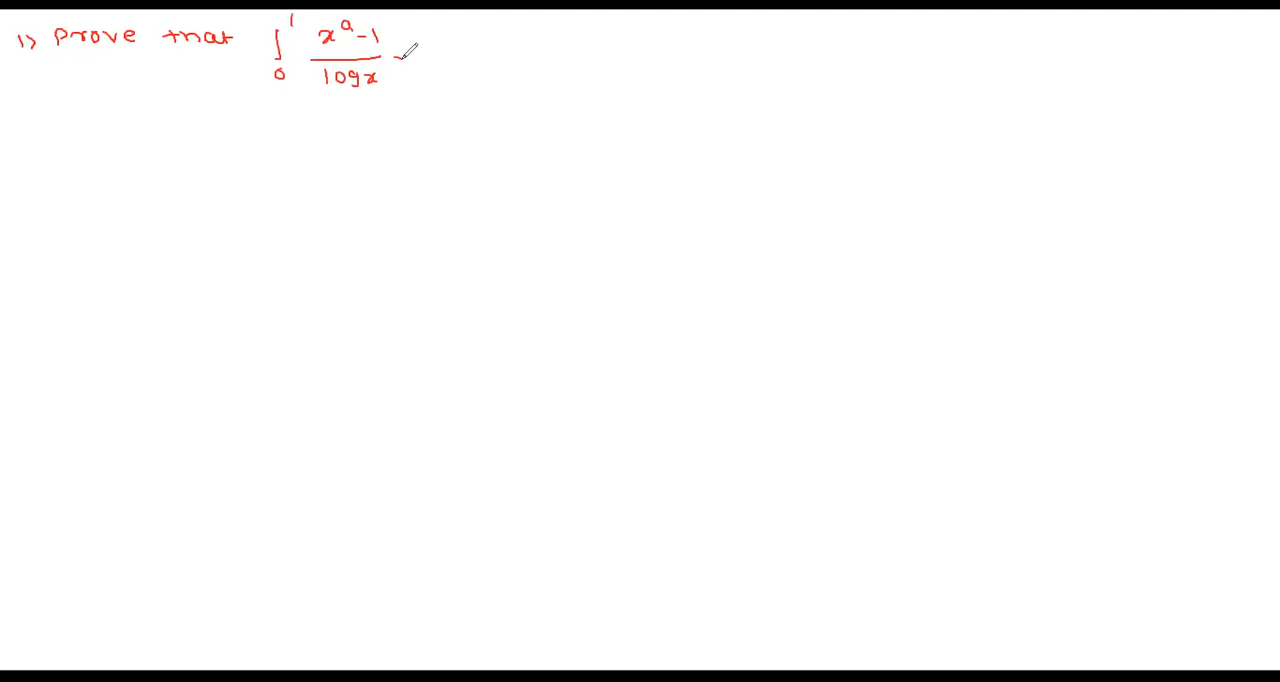 1) Prove that ∫₀¹ (x^a - 1)/(log x) -